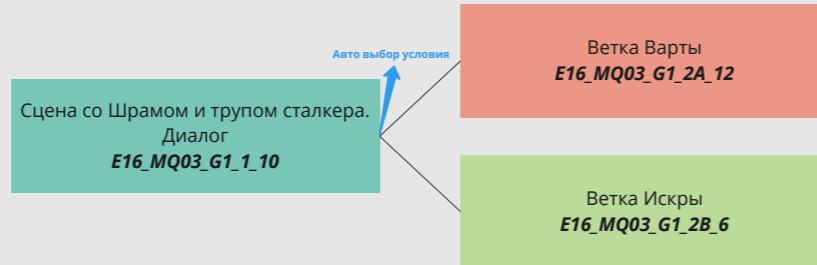 Авто выбор условия
Сцена со Шрамом и трупом сталкера.
Диалог
E16_MQ03_G1_1_10
Ветка Варты
E16_MQ03_G1_2A_12
Ветка Искры
E16_MQ03_G1_2B_6